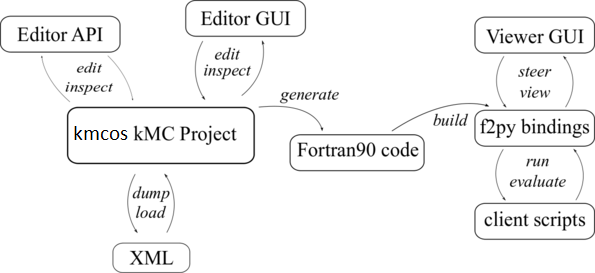 Editor API
Editor GUI
Viewer GUI
edit
inspect
edit
inspect
steer
view
generate
kmcos kMC Project
Fortran90 code
build
f2py bindings
run
evaluate
dump
load
client scripts
XML